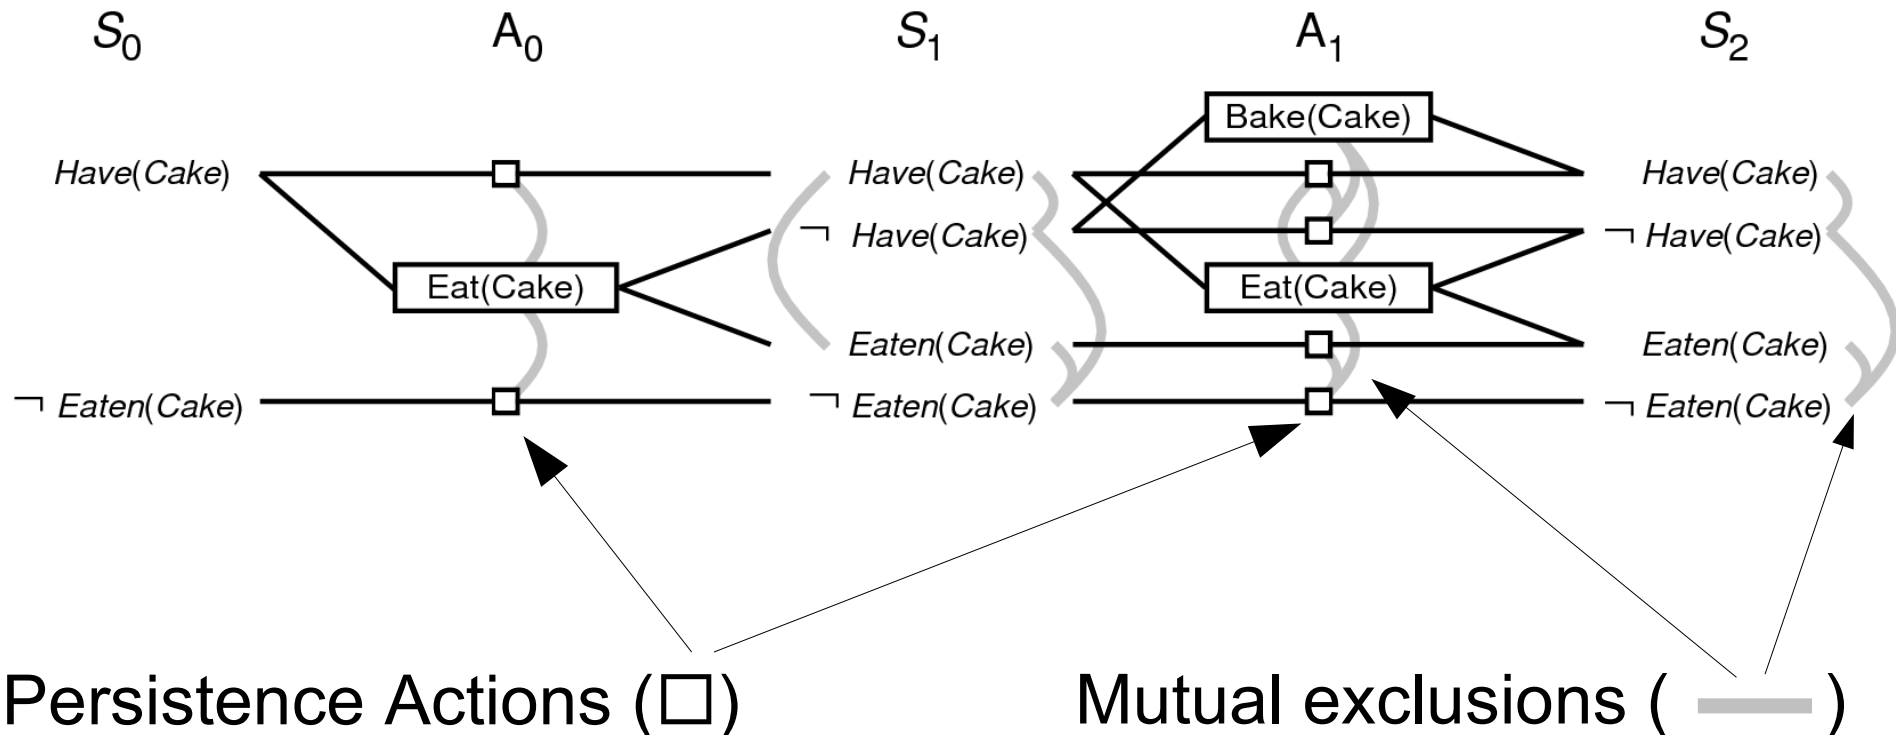 S0 A0 S1 A1 S2
Bake(Cake)
Have(Cake) Have(Cake) Have(Cake)
¬ Have(Cake) ¬ Have(Cake)
Eat(Cake) Eat(Cake)
Eaten(Cake) Eaten(Cake)
¬ Eaten(Cake) ¬ Eaten(Cake) ¬ Eaten(Cake)
Persistence Actions (□) Mutual exclusions ( )